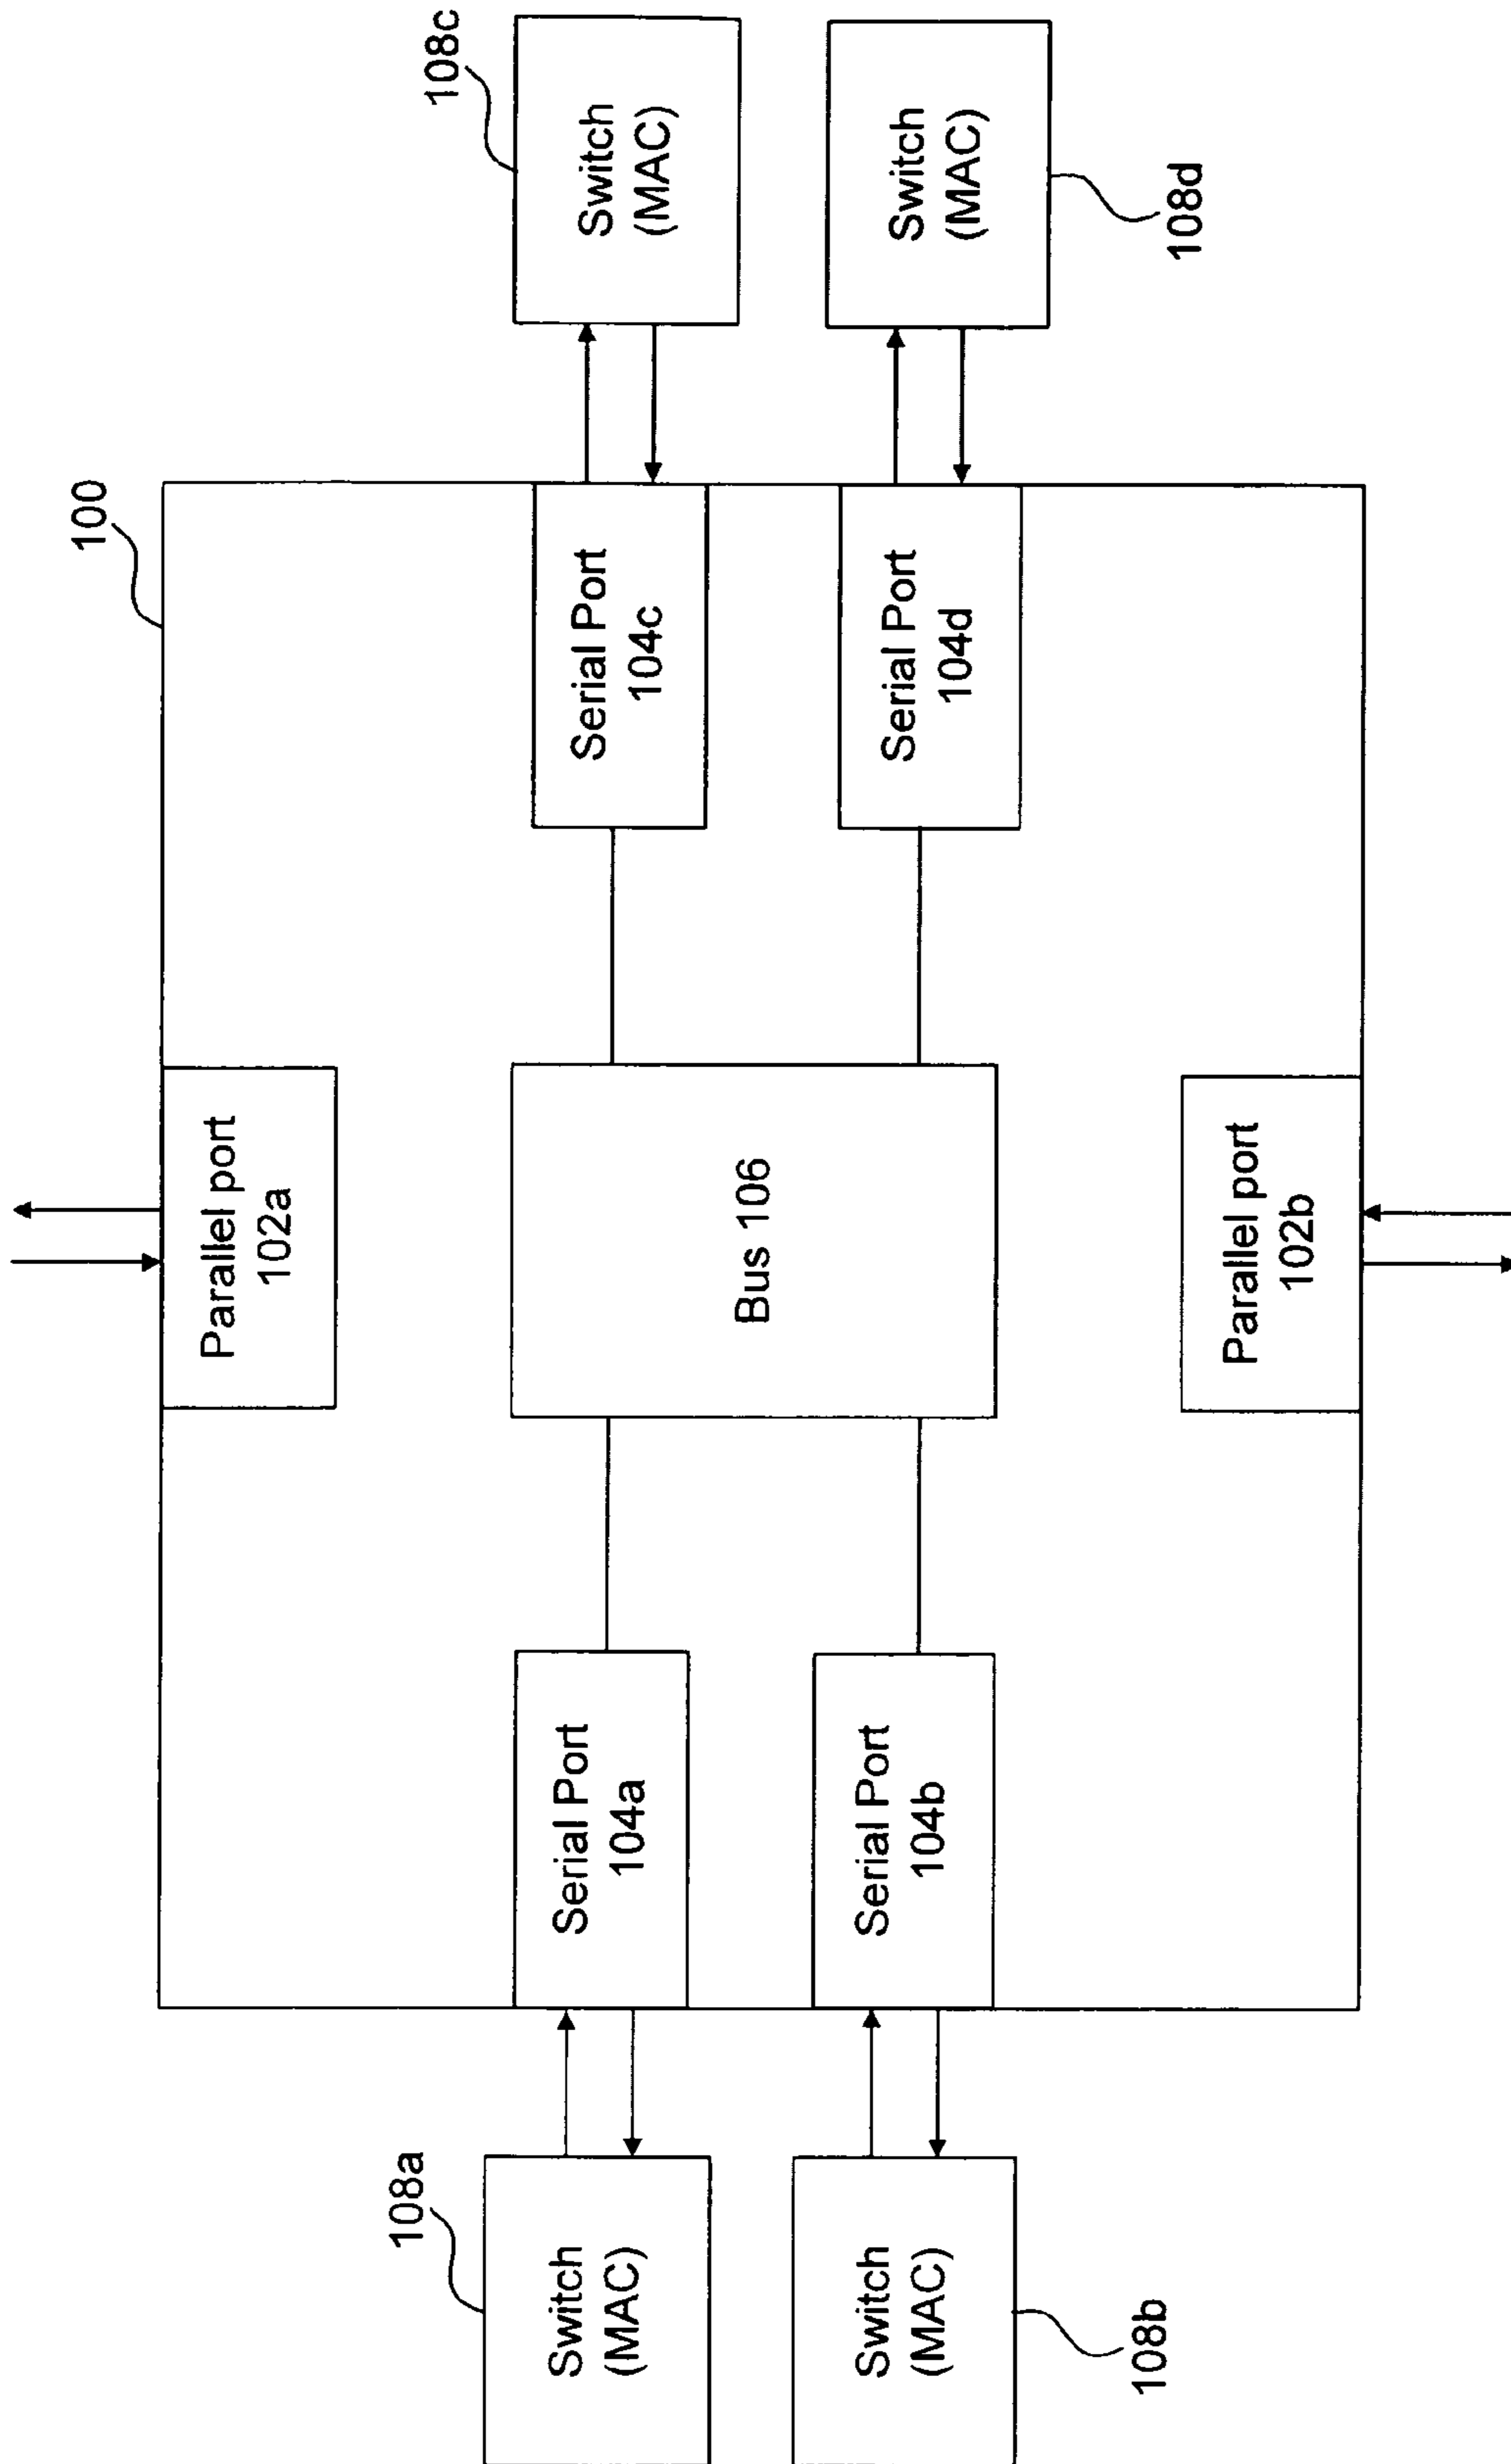 100
Parallel port
102a
108a
108c
Switch
(MAC)
Serial Port
104a
Serial Port
104c
Switch
(MAC)
Bus 106
Switch
(MAC)
Serial Port
104b
Serial Port
104d
Switch
(MAC)
108b
108d
Parallel port
102b